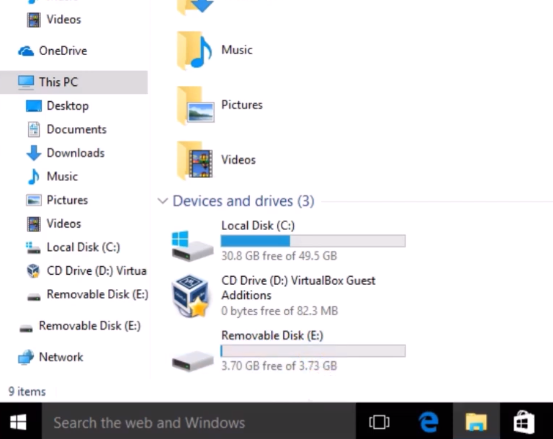 Videos
OneDrive
This PC
Desktop
Documents
Downloads
Music
Pictures
Videos
Local Disk (C:)
CD Drive (D:) Virtua
Removable Disk (E:)
Removable Disk (E:)
Network
Music
Pictures
Videos
Devices and drives (3)
Local Disk (C:)
30.8 GB free of 49.5 GB
CD Drive (D:) VirtualBox Guest
Additions
0 bytes free of 82.3 MB
Removable Disk (E:)
3.70 GB free of 3.73 GB
9 items
Search the web and Windows